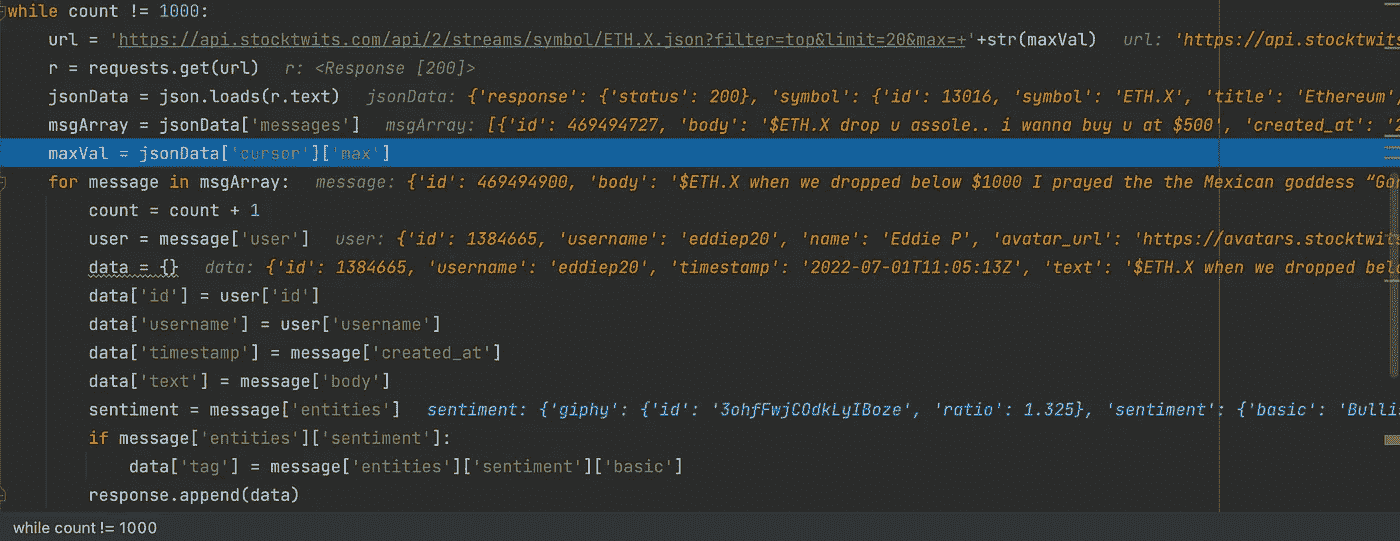 while count != 1000:
url = 'https://api.stocktwits.com/api/2/streams/symbol/ETH.X.json?filter=top&limit=20&max=+'+str(maxVal) url: 'https://api.stocktwits
r = requests.get(url) r: <Response [200]>
jsonData = json.loads(r.text) jsonData: {'response': {'status': 200}, 'symbol': {'id': 13016, 'symbol': 'ETH.X', 'title': 'Ethereum',
msgArray = jsonData['messages'] msgArray: [{'id': 469494727, 'body': '$ETH.X drop u assole.. i wanna buy u at $500', 'created_at': '2
maxVal = jsonData['cursor']['max']
for message in msgArray: message: {'id': 469494900, 'body': '$ETH.X when we dropped below $1000 I prayed the the Mexican goddess “Gor
count = count + 1
user = message['user'] user: {'id': 1384665, 'username': 'eddiep20', 'name': 'Eddie P', 'avatar_url': 'https://avatars.stocktwit
data = {} data: {'id': 1384665, 'username': 'eddiep20', 'timestamp': '2022-07-01T11:05:13Z', 'text': '$ETH.X when we dropped bel
data['id'] = user['id']
data['username'] = user['username']
data['timestamp'] = message['created_at']
data['text'] = message['body']
sentiment = message['entities'] sentiment: {'giphy': {'id': '3ohfFwjCOdkLyIBoze', 'ratio': 1.325}, 'sentiment': {'basic': 'Bullis
if message['entities']['sentiment']:
data['tag'] = message['entities']['sentiment']['basic']
response.append(data)
while count != 1000